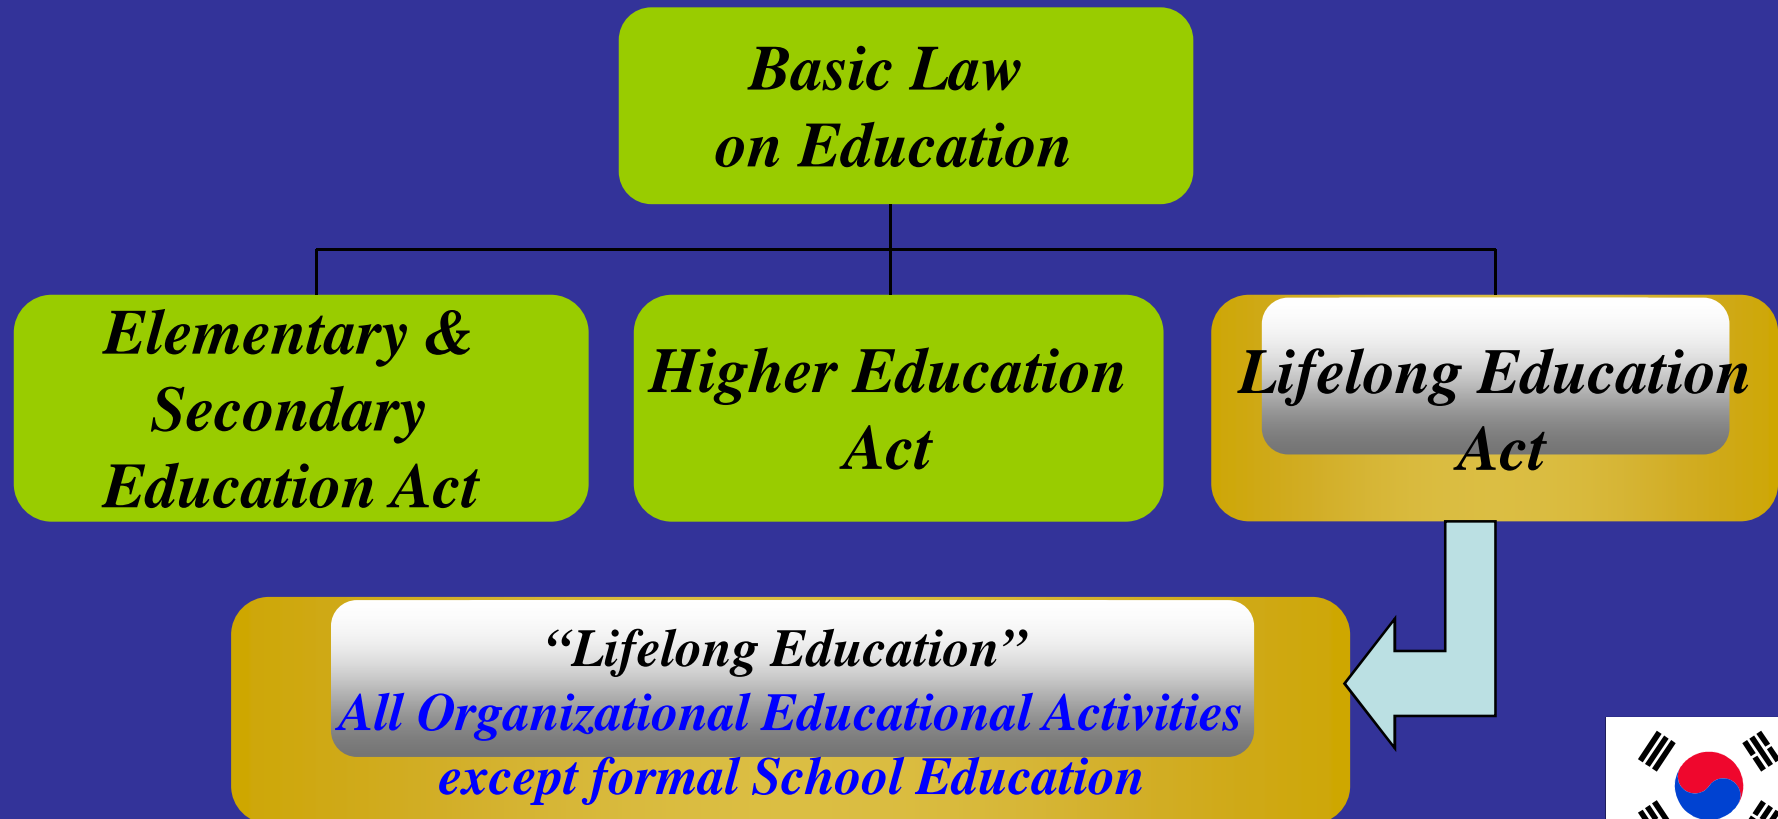 Basic Law
on Education
Elementary &
Secondary
Education Act
Higher Education
Act
Lifelong Education
Act
“Lifelong Education”
All Organizational Educational Activities
except formal School Education